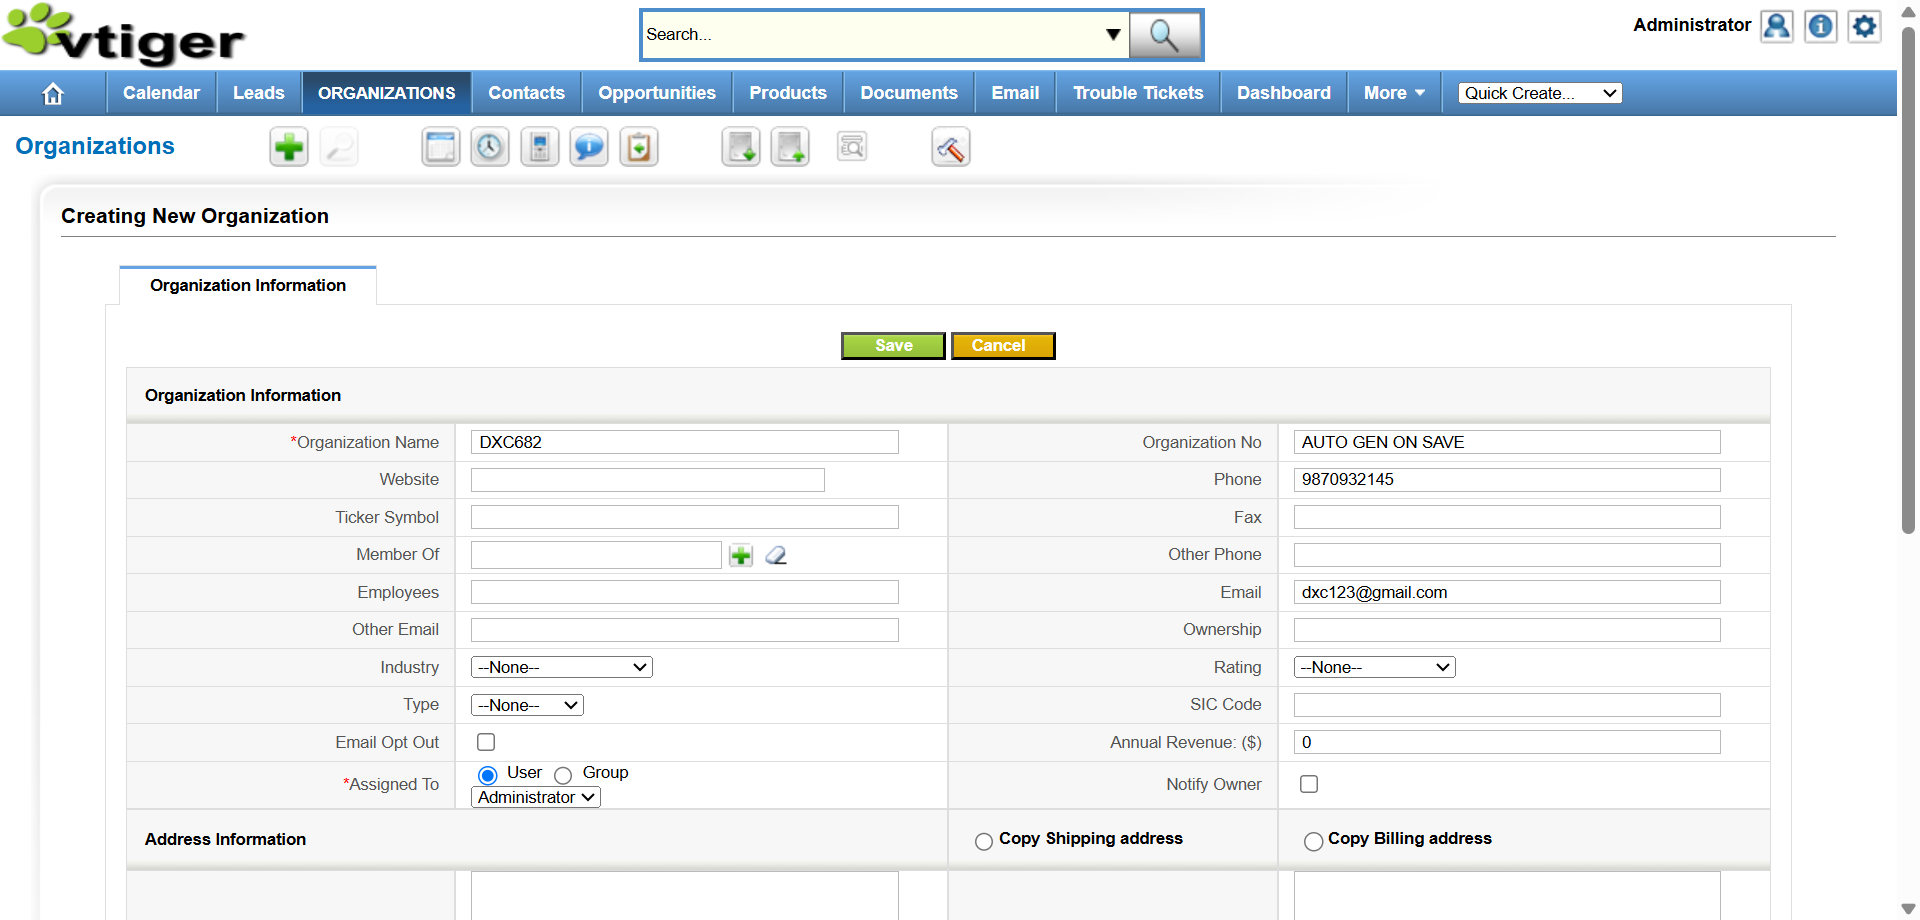 vtiger
Search...
Administrator
Calendar Leads ORGANIZATIONS Contacts Opportunities Products Documents Email Trouble Tickets Dashboard More Quick Create...
Organizations
Creating New Organization
Organization Information
Save Cancel
Organization Information
*Organization Name DXC682 Organization No AUTO GEN ON SAVE
Website Phone 9870932145
Ticker Symbol Fax
Member Of Other Phone
Employees Email dxc123@gmail.com
Other Email Ownership
Industry --None-- Rating --None--
Type --None-- SIC Code
Email Opt Out Annual Revenue: ($) 0
*Assigned To User Group Notify Owner
Administrator
Address Information Copy Shipping address Copy Billing address